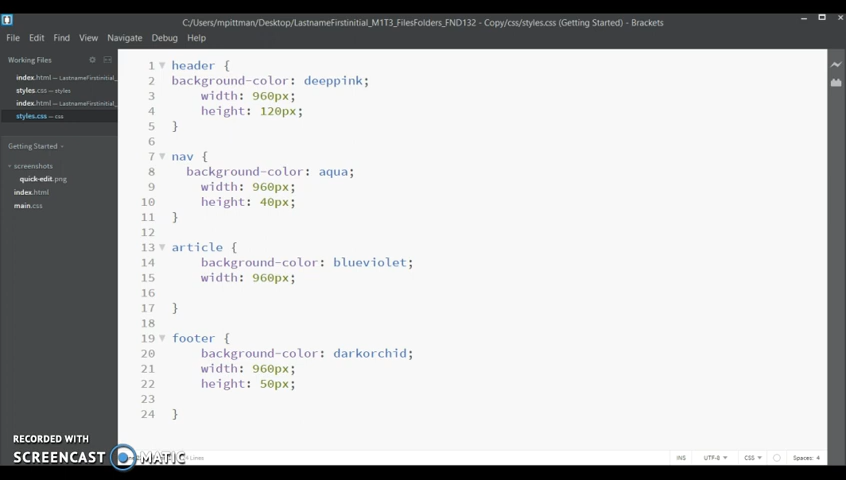 C:/Users/mpittman/Desktop/LastnameFirstinitial_M1T3_FilesFolders_FND132 - Copy/css/styles.css (Getting Started) - Brackets
File Edit Find View Navigate Debug Help
Working Files
index.html — LastnameFirstinitial_
styles.css — styles
index.html — LastnameFirstinitial_
styles.css — css
Getting Started
screenshots
quick-edit.png
index.html
main.css
1 header {
2 background-color: deeppink;
3 width: 960px;
4 height: 120px;
5 }
6
7 nav {
8 background-color: aqua;
9 width: 960px;
10 height: 40px;
11 }
12
13 article {
14 background-color: blueviolet;
15 width: 960px;
16
17 }
18
19 footer {
20 background-color: darkorchid;
21 width: 960px;
22 height: 50px;
23
24 }
RECORDED WITH
SCREENCAST MATIC
Lines
INS UTF-8 CSS Spaces: 4